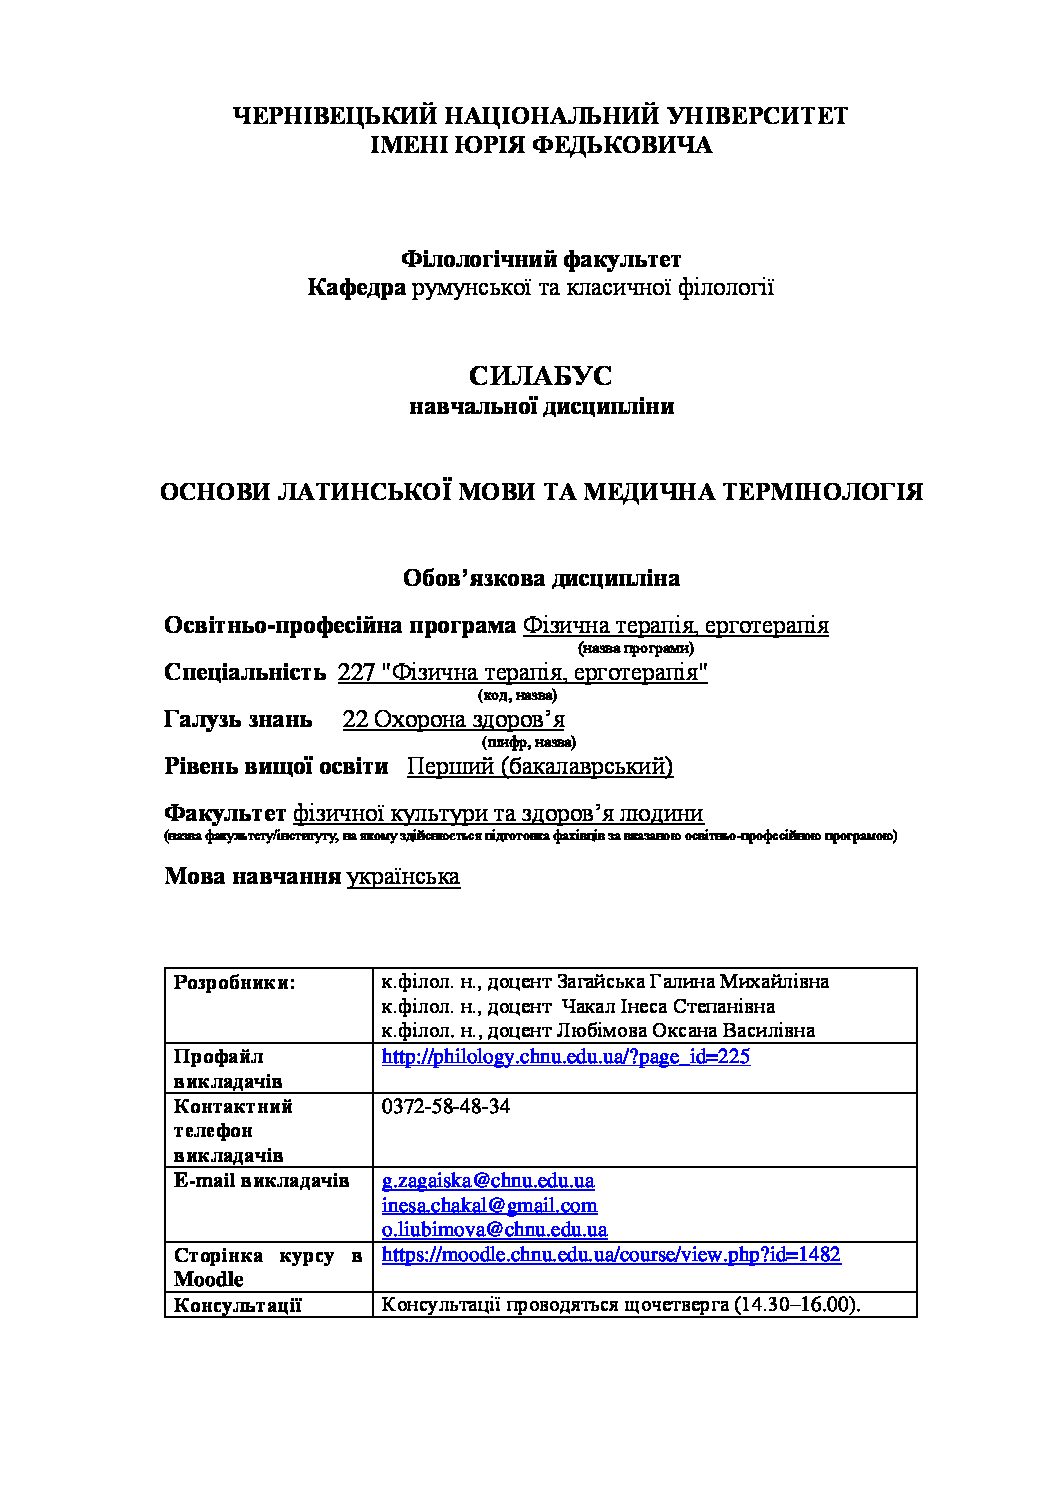 ЧЕРНІВЕЦЬКИЙ НАЦІОНАЛЬНИЙ УНІВЕРСИТЕТ
ІМЕНІ ЮРІЯ ФЕДЬКОВИЧА
Філологічний факультет
Кафедра румунської та класичної філології
СИЛАБУС
навчальної дисципліни
ОСНОВИ ЛАТИНСЬКОЇ МОВИ ТА МЕДИЧНА ТЕРМІНОЛОГІЯ
Обов’язкова дисципліна
Освітньо-професійна програма Фізична терапія, ерготерапія
(назва програми)
Спеціальність 227 "Фізична терапія, ерготерапія"
(код, назва)
Галузь знань 22 Охорона здоров’я
(шифр, назва)
Рівень вищої освіти Перший (бакалаврський)
Факультет фізичної культури та здоров’я людини
(назва факультету/інституту, на якому здійснюється підготовка фахівців за вказаною освітньо-професійною програмою)
Мова навчання українська
Розробники:
к.філол. н., доцент Загайська Галина Михайлівна
к.філол. н., доцент Чакал Інеса Степанівна
к.філол. н., доцент Любімова Оксана Василівна
Профайл
викладачів
http://philology.chnu.edu.ua/?page_id=225
Контактний
телефон
викладачів
0372-58-48-34
E-mail викладачів
g.zagaiska@chnu.edu.ua
inesa.chakal@gmail.com
o.liubimova@chnu.edu.ua
Сторінка курсу в
Moodle
https://moodle.chnu.edu.ua/course/view.php?id=1482
Консультації
Консультації проводяться щочетверга (14.30–16.00).